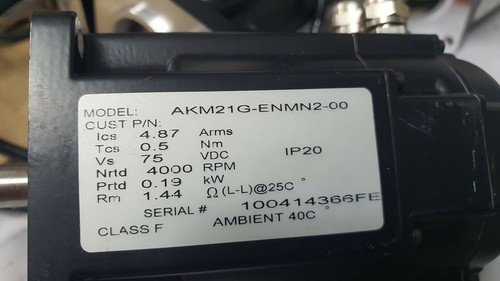 MODEL: AKM21G-ENMN2-00
CUST P/N:
Ics 4.87 Arms
Tcs 0.5 Nm
Vs 75 VDC IP20
Nrtd 4000 RPM
Prtd 0.19 kW
Rm 1.44 Ω(L-L)@25C°
SERIAL # 100414366FE
CLASS F AMBIENT 40C°